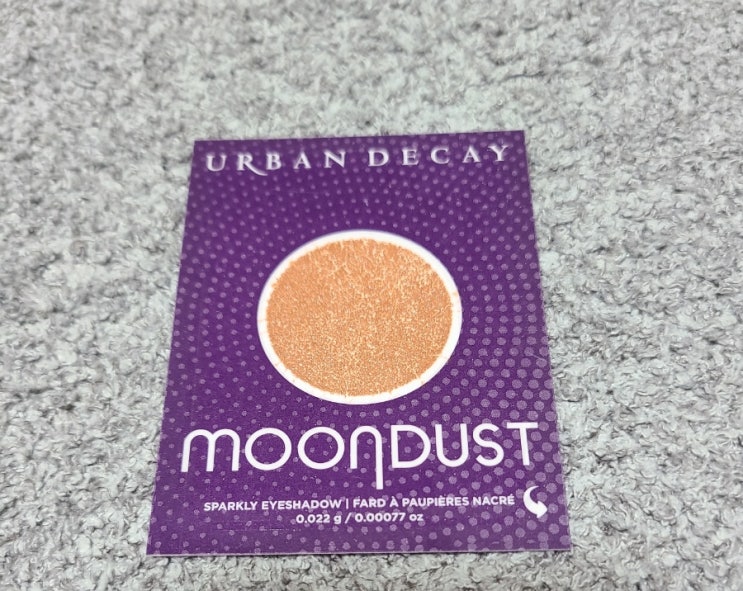 URBAN DECAY
MOONDUST
SPARKLY EYESHADOW | FARD À PAUPIÈRES NACRÉ
0.022 g / 0.00077 oz